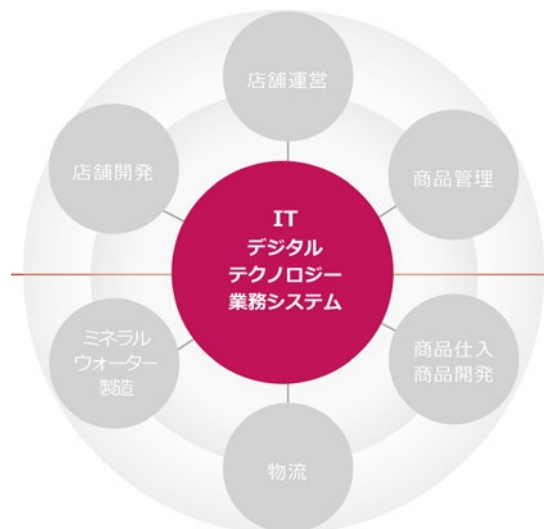 店舗運営
店舗開発
商品管理
IT
デジタル
テクノロジー
業務システム
ミネラル
ウォーター
製造
商品仕入
商品開発
物流